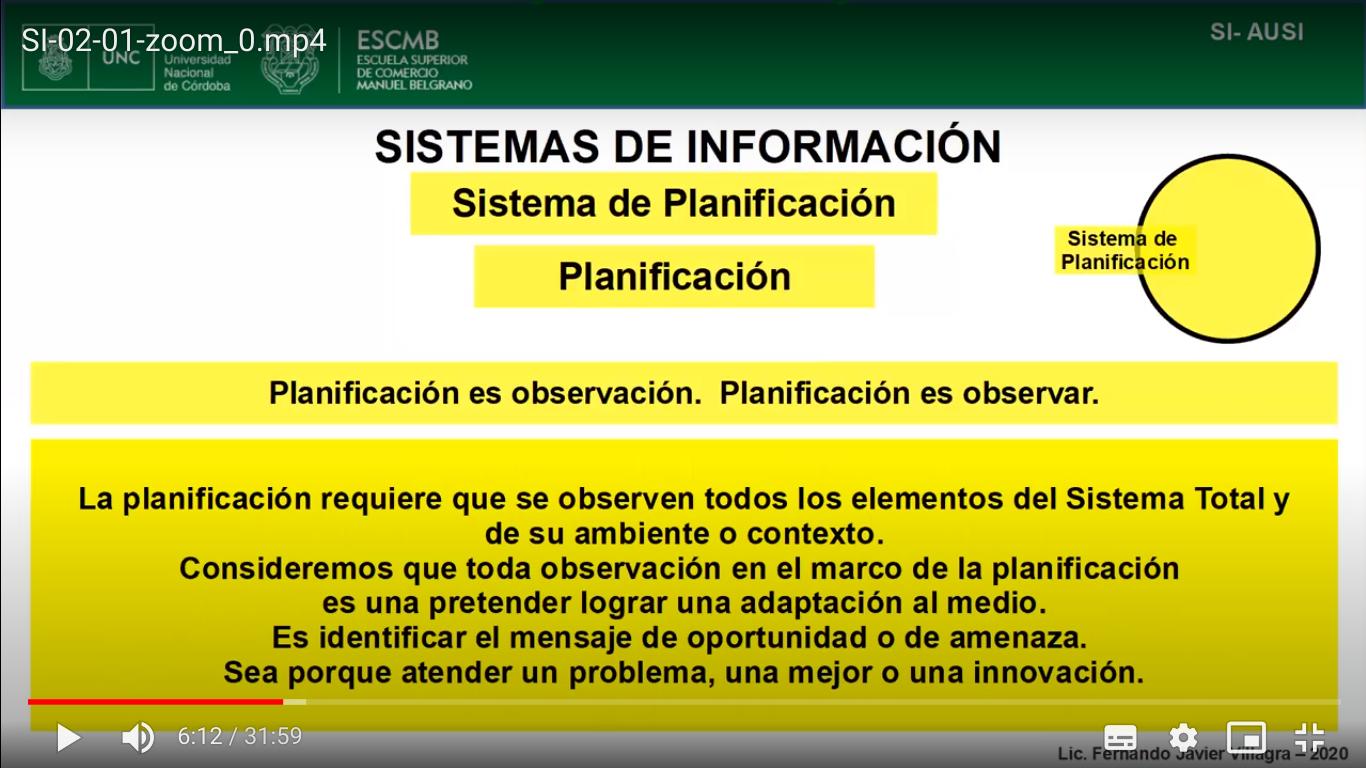 SI-02-01-zoom_0.mp4
UNC
Universidad
Nacional
de Córdoba
ESCMB
ESCUELA SUPERIOR
DE COMERCIO
MANUEL BELGRANO
SI- AUSI
SISTEMAS DE INFORMACIÓN
Sistema de Planificación
Planificación
Sistema de
Planificación
Planificación es observación. Planificación es observar.
La planificación requiere que se observen todos los elementos del Sistema Total y
de su ambiente o contexto.
Consideremos que toda observación en el marco de la planificación
es una pretender lograr una adaptación al medio.
Es identificar el mensaje de oportunidad o de amenaza.
Sea porque atender un problema, una mejor o una innovación.
6:12 / 31:59
Lic. Fernando Javier Villagra – 2020